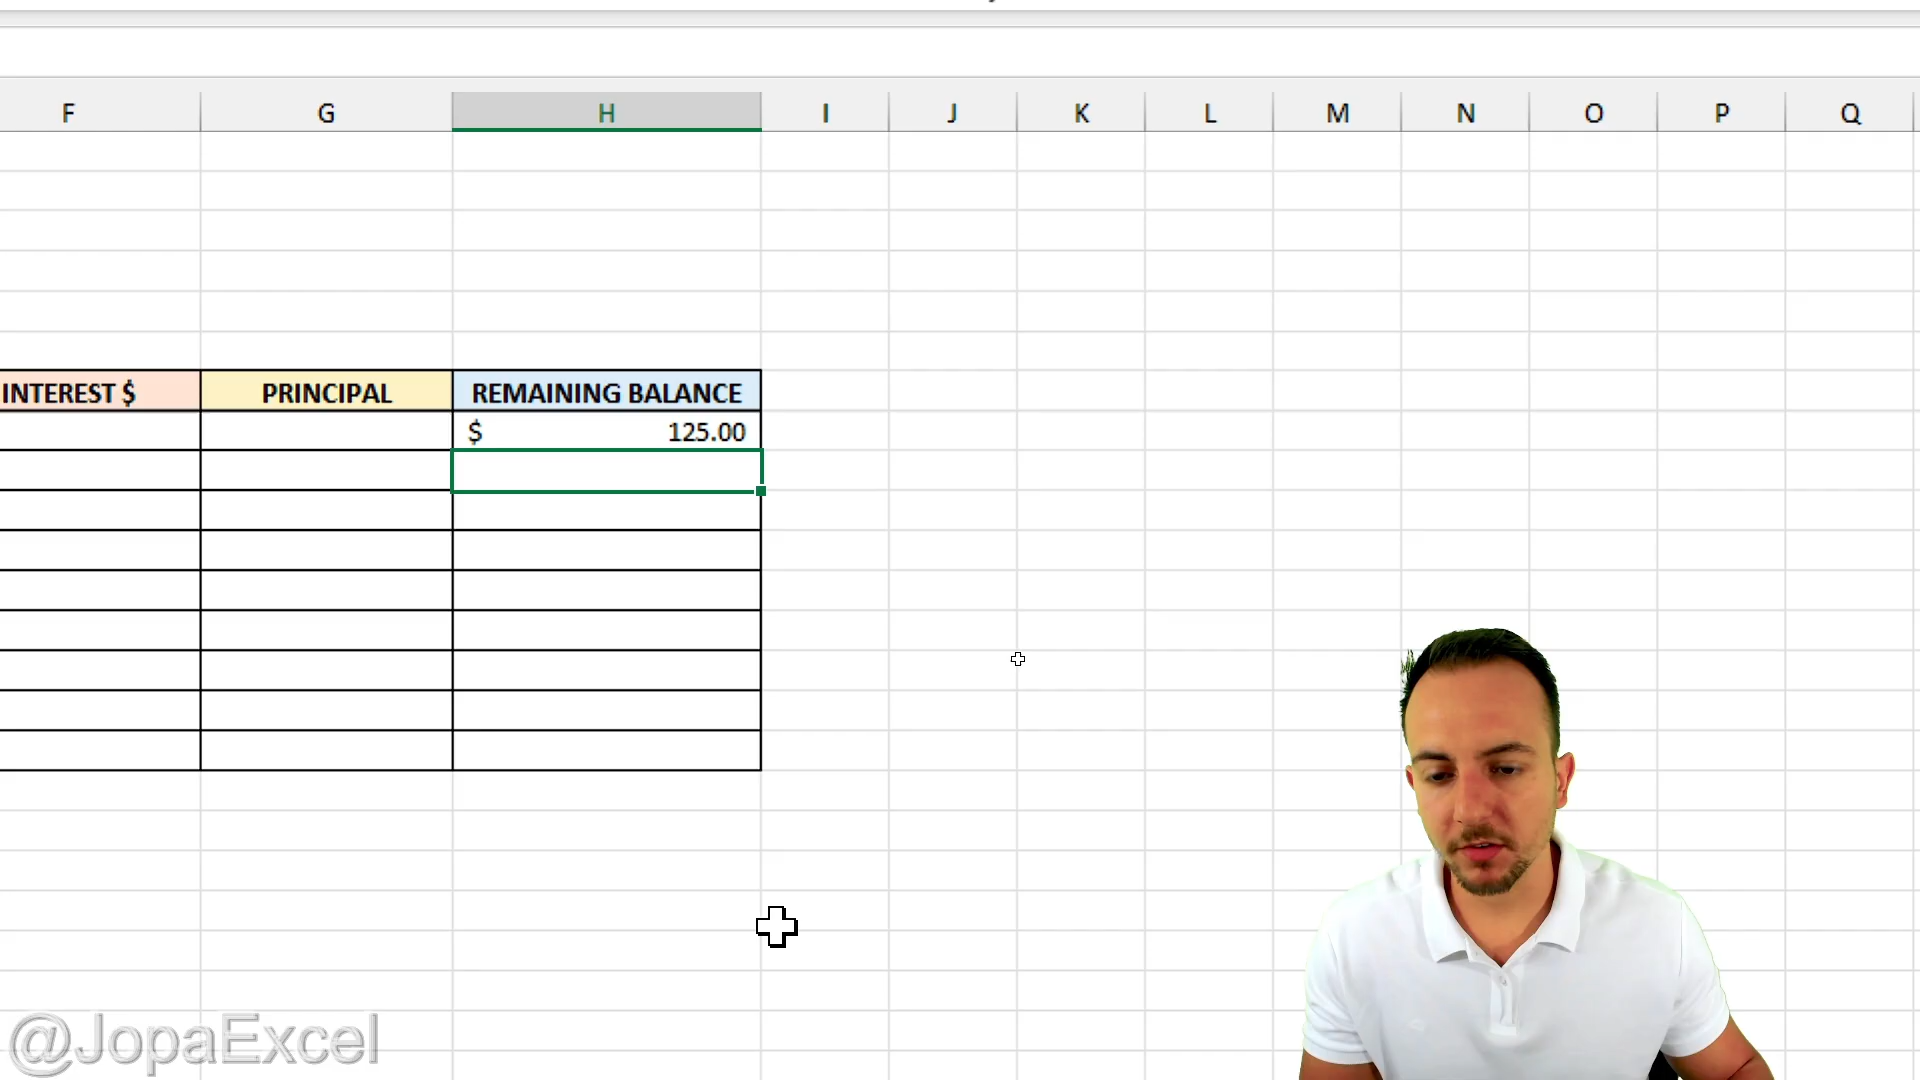 F G H I J K L M N O P Q
INTEREST $ PRINCIPAL REMAINING BALANCE
$ 125.00
@JopaExcel